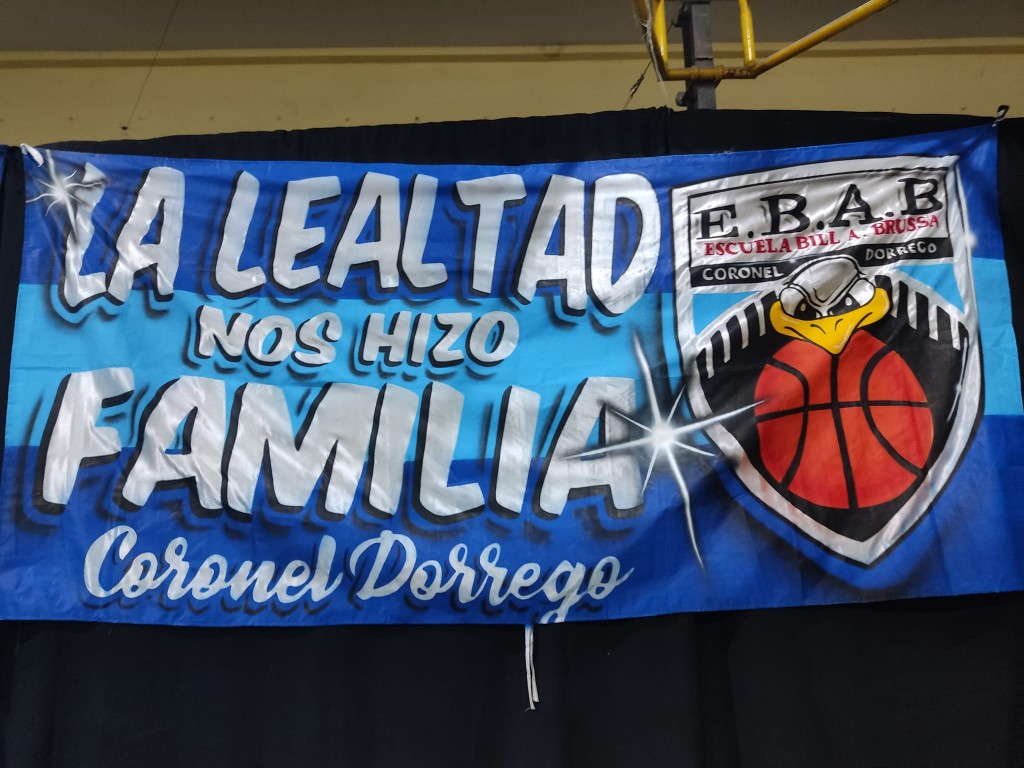 LA LEALTAD
NOS HIZO
FAMILIA
Coronel Dorrego
E.B.A.B
ESCUELA BILL A. BRUSSA
CORONEL DORREGO